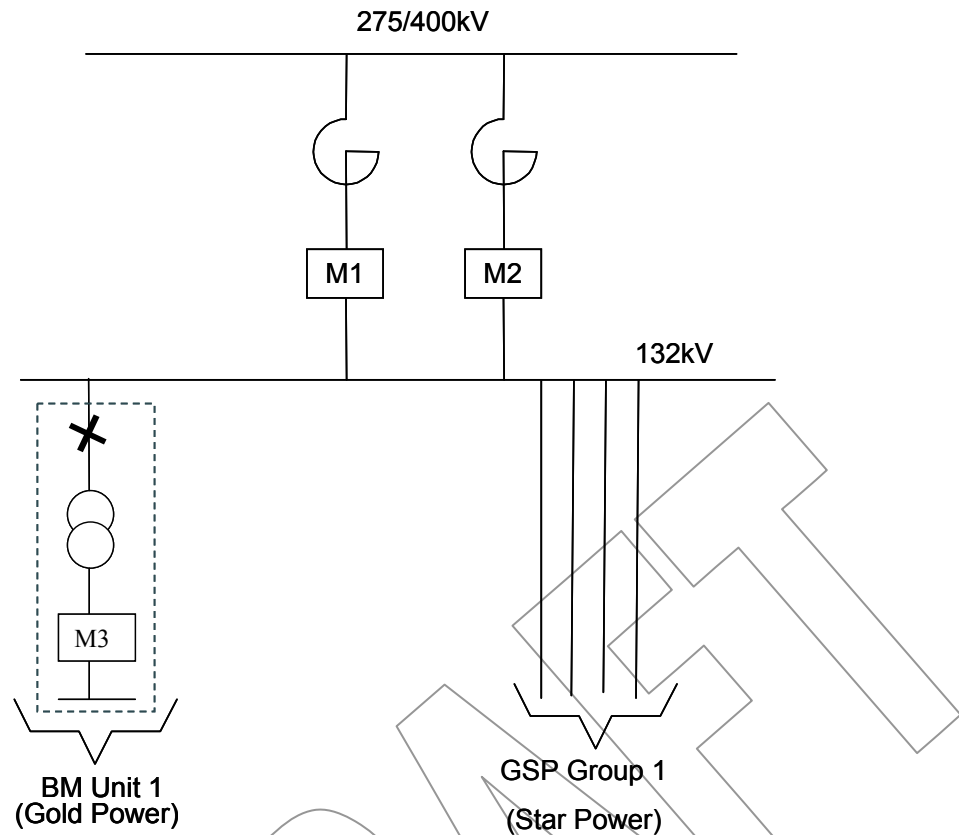 275/400kV
M1
M2
132kV
M3
BM Unit 1
(Gold Power)
GSP Group 1
(Star Power)